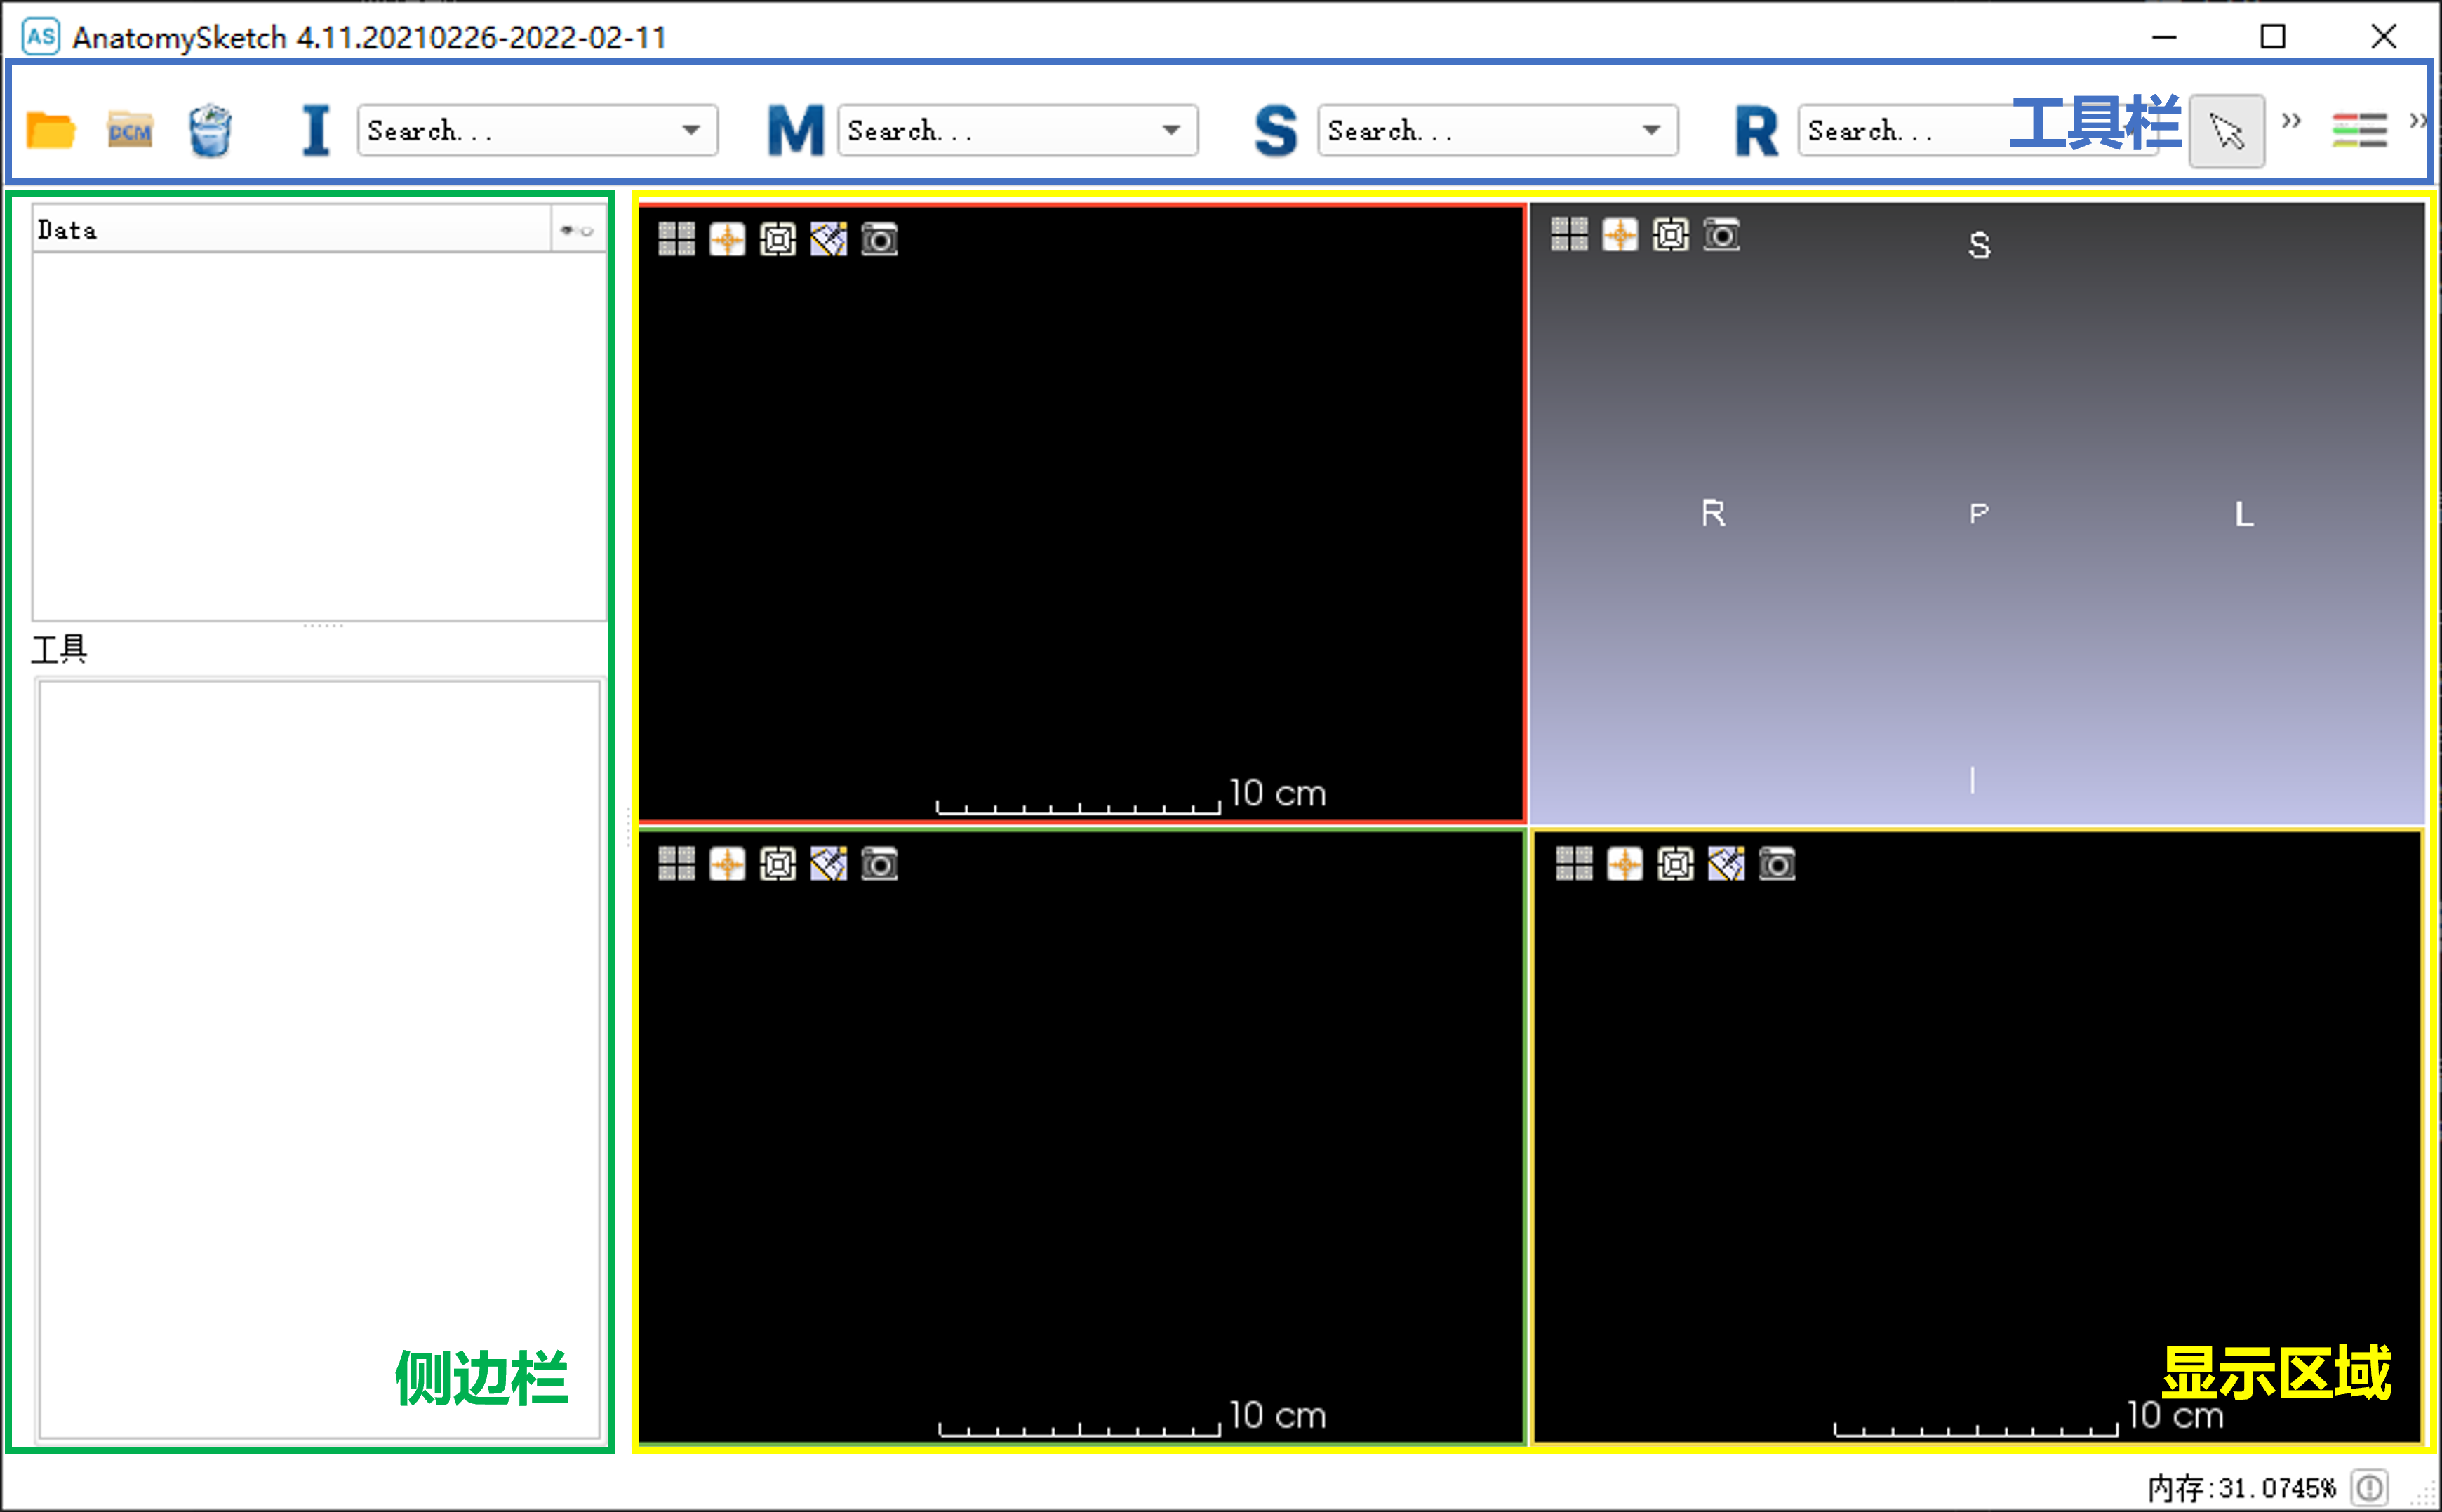 AS AnatomySketch 4.11.20210226-2022-02-11
DCM I Search... M Search... S Search... R Search... 工具栏 »  »
Data
工具
侧边栏
10 cm
S
R P L
I
10 cm
10 cm
显示区域
内存:31.0745%